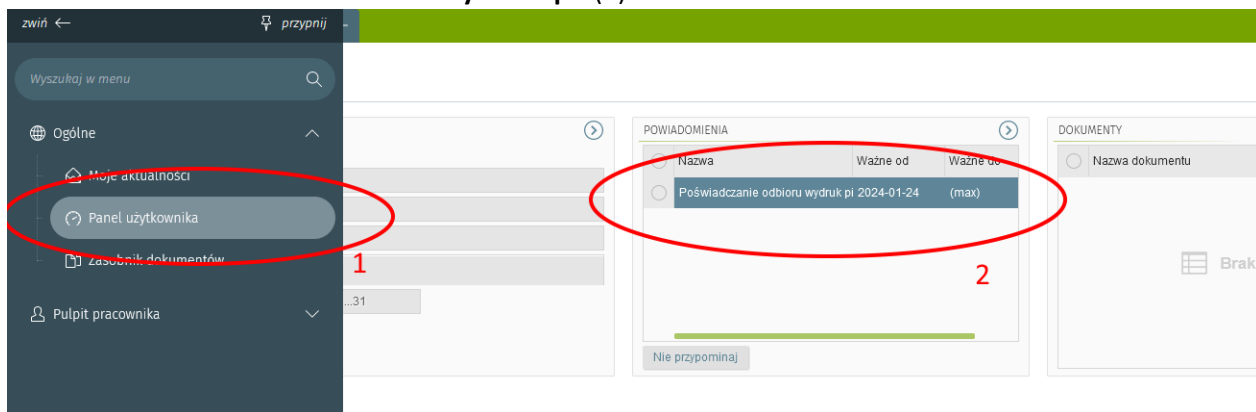 zwiń ← przypnij
Wyszukaj w menu
Ogólne
Moje aktualności
Panel użytkownika
Zasobnik dokumentów
Pulpit pracownika
1
...31
POWIADOMIENIA
Nazwa Ważne od Ważne do
Poświadczanie odbioru wydruk pi 2024-01-24 (max)
2
Nie przypominaj
DOKUMENTY
Nazwa dokumentu
Brak